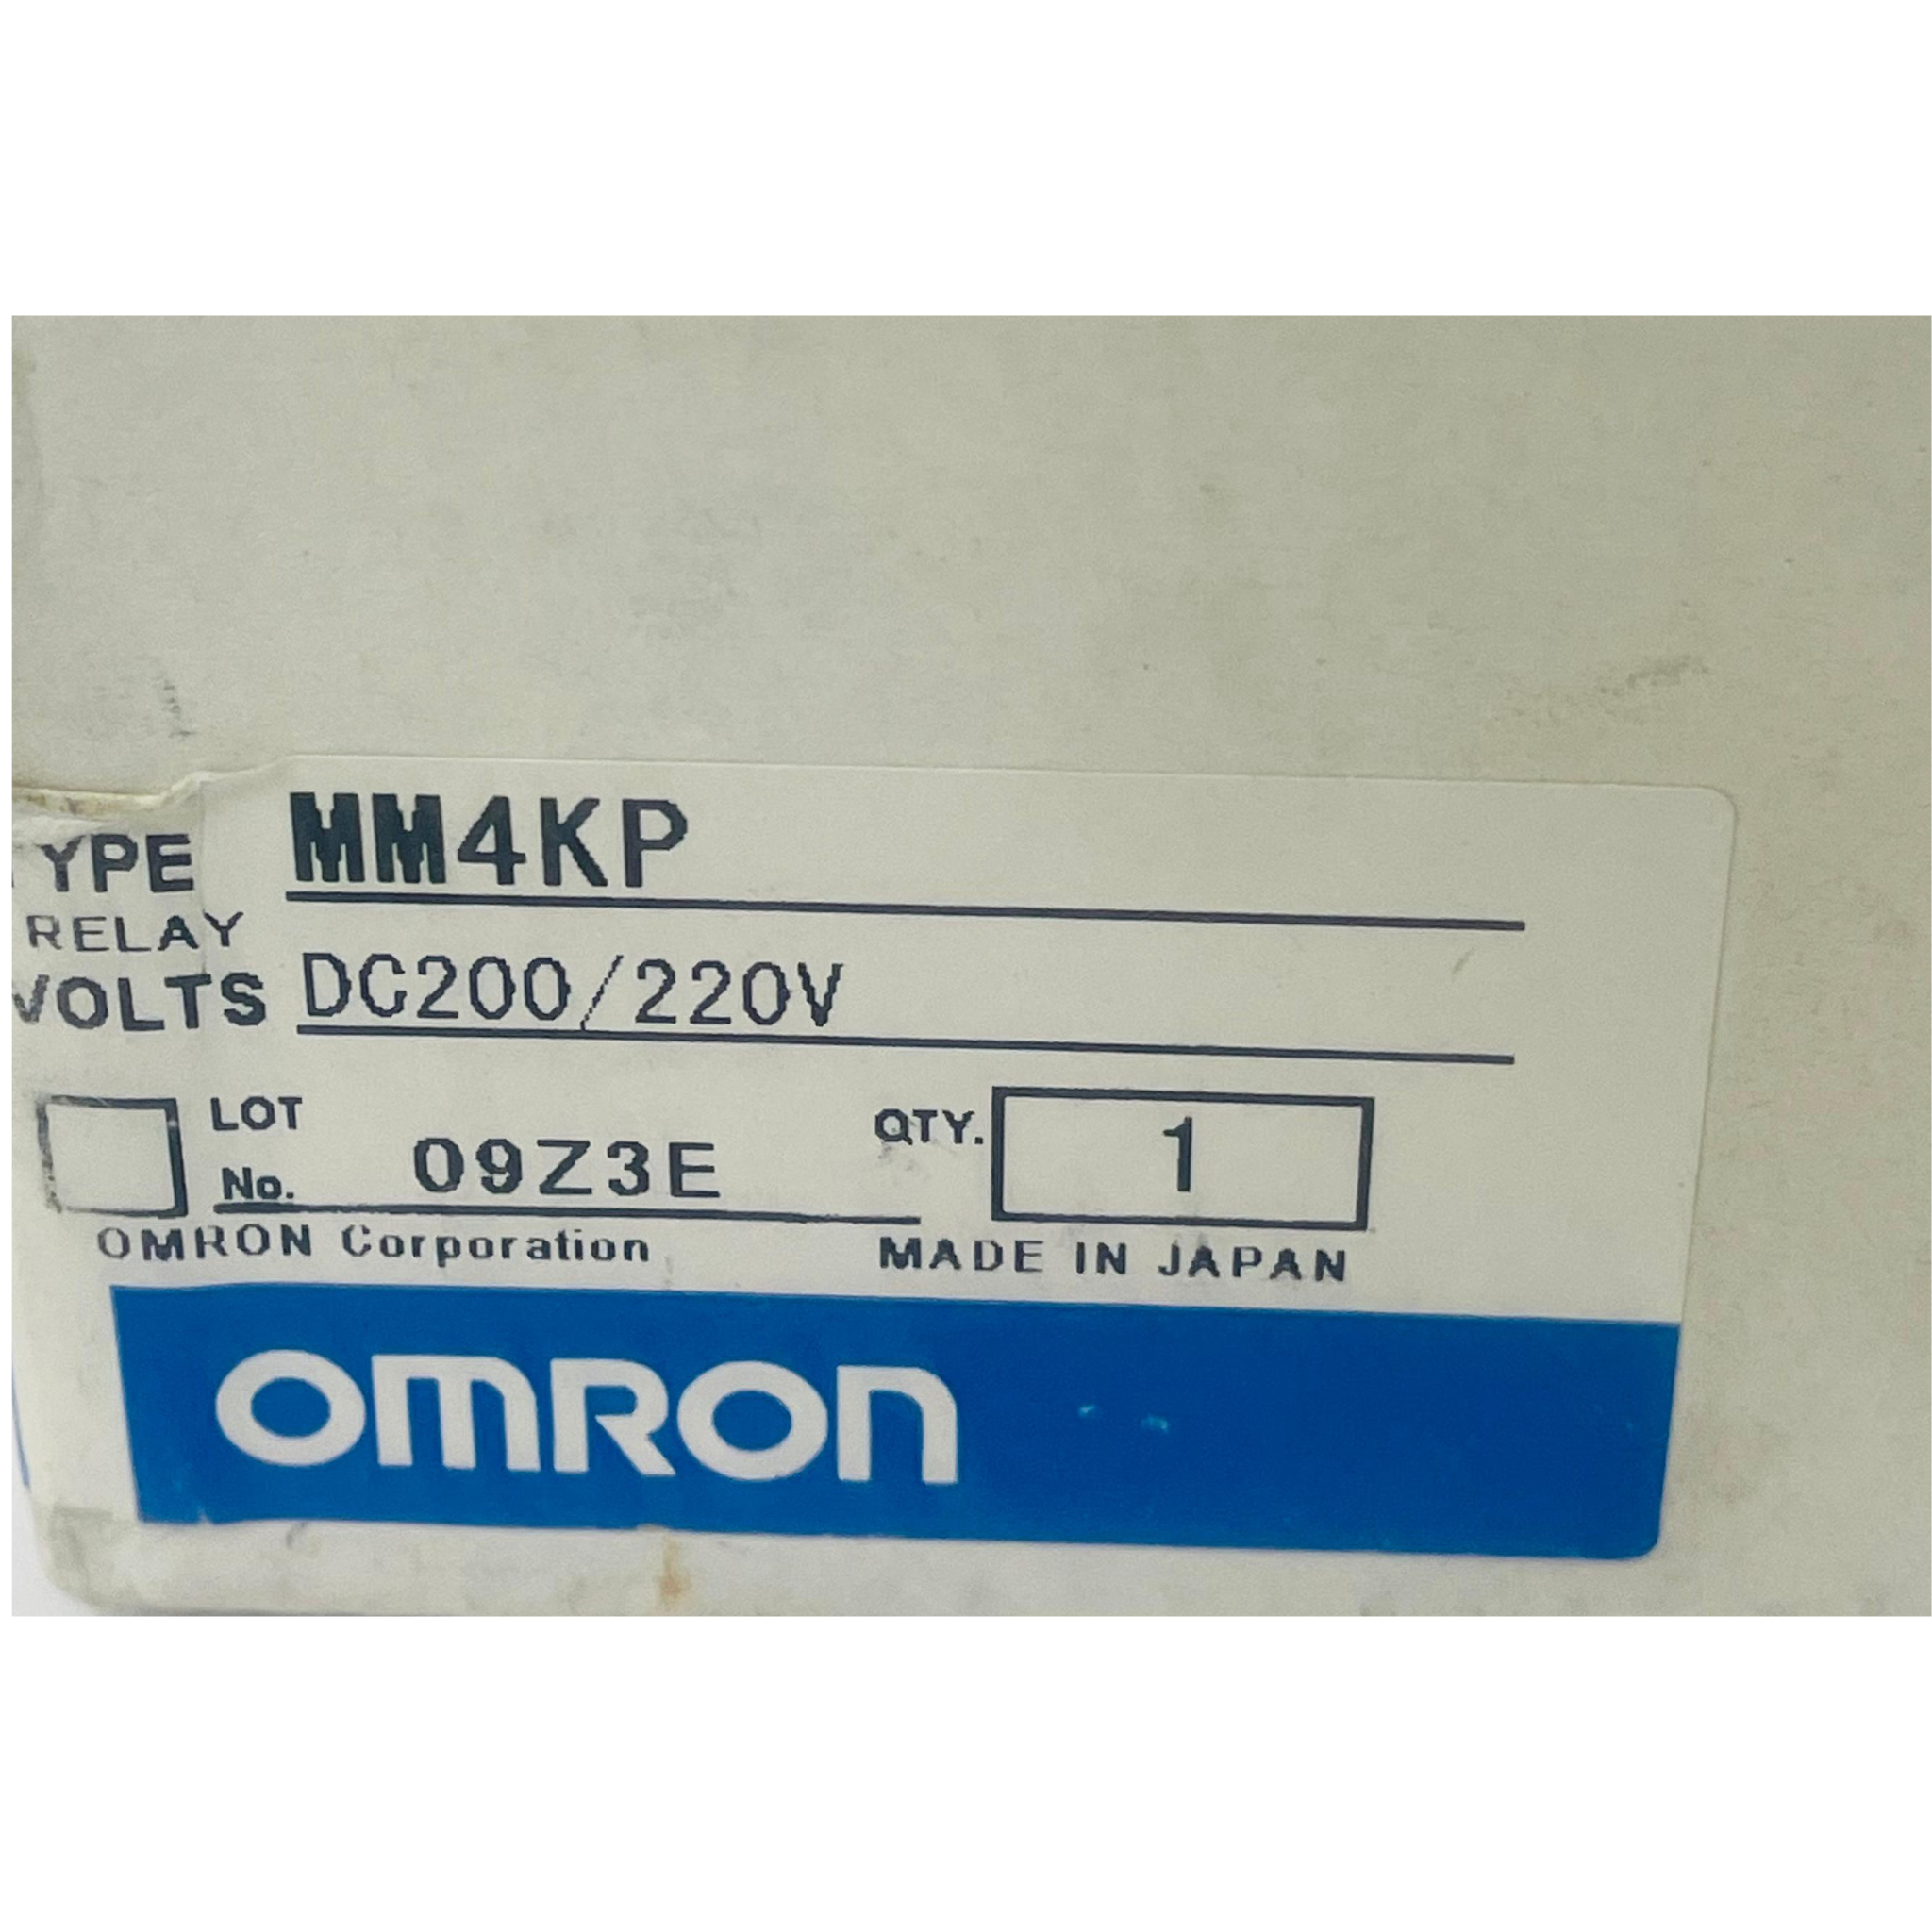 TYPE MM4KP
RELAY
VOLTS DC200/220V
LOT No. 09Z3E QTY. 1
OMRON Corporation MADE IN JAPAN
OMRON